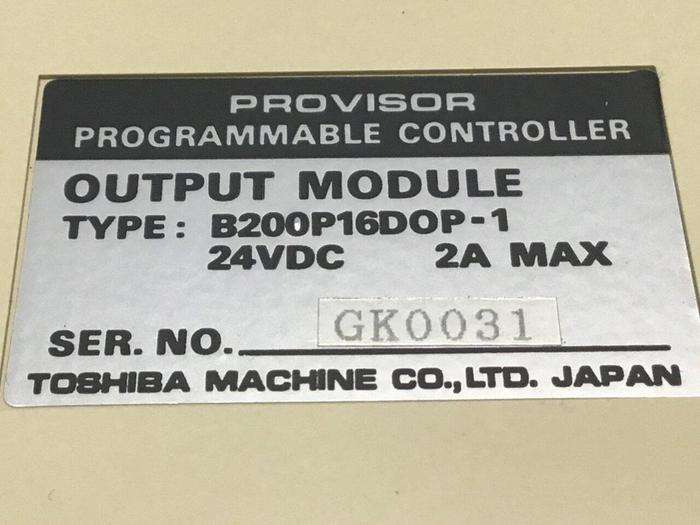 PROVISOR
PROGRAMMABLE CONTROLLER
OUTPUT MODULE
TYPE: B200P16DOP-1
24VDC 2A MAX
SER. NO. GK0031
TOSHIBA MACHINE CO.,LTD. JAPAN